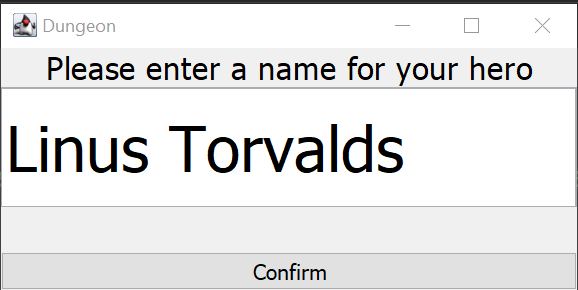 Dungeon
Please enter a name for your hero
Linus Torvalds
Confirm